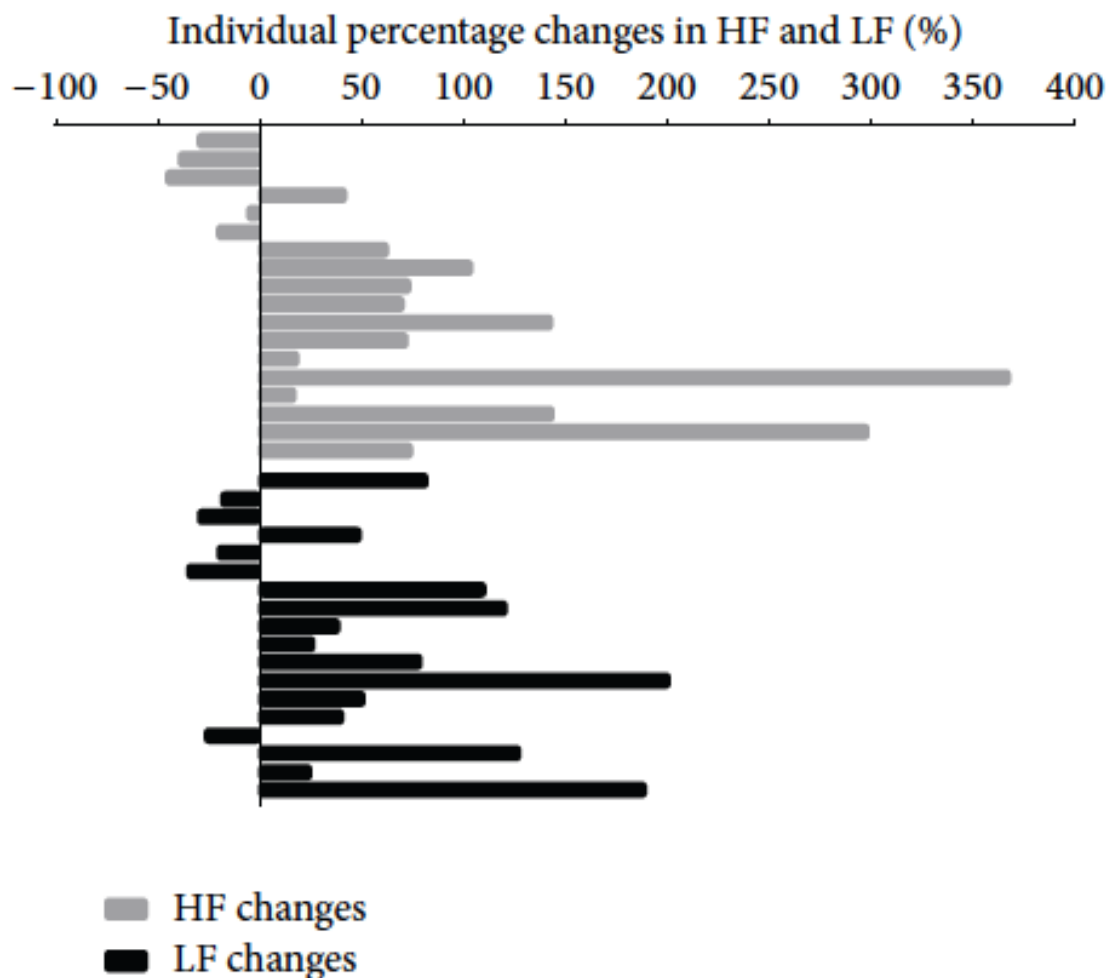 Individual percentage changes in HF and LF (%)
−100 −50 0 50 100 150 200 250 300 350 400
HF changes
LF changes